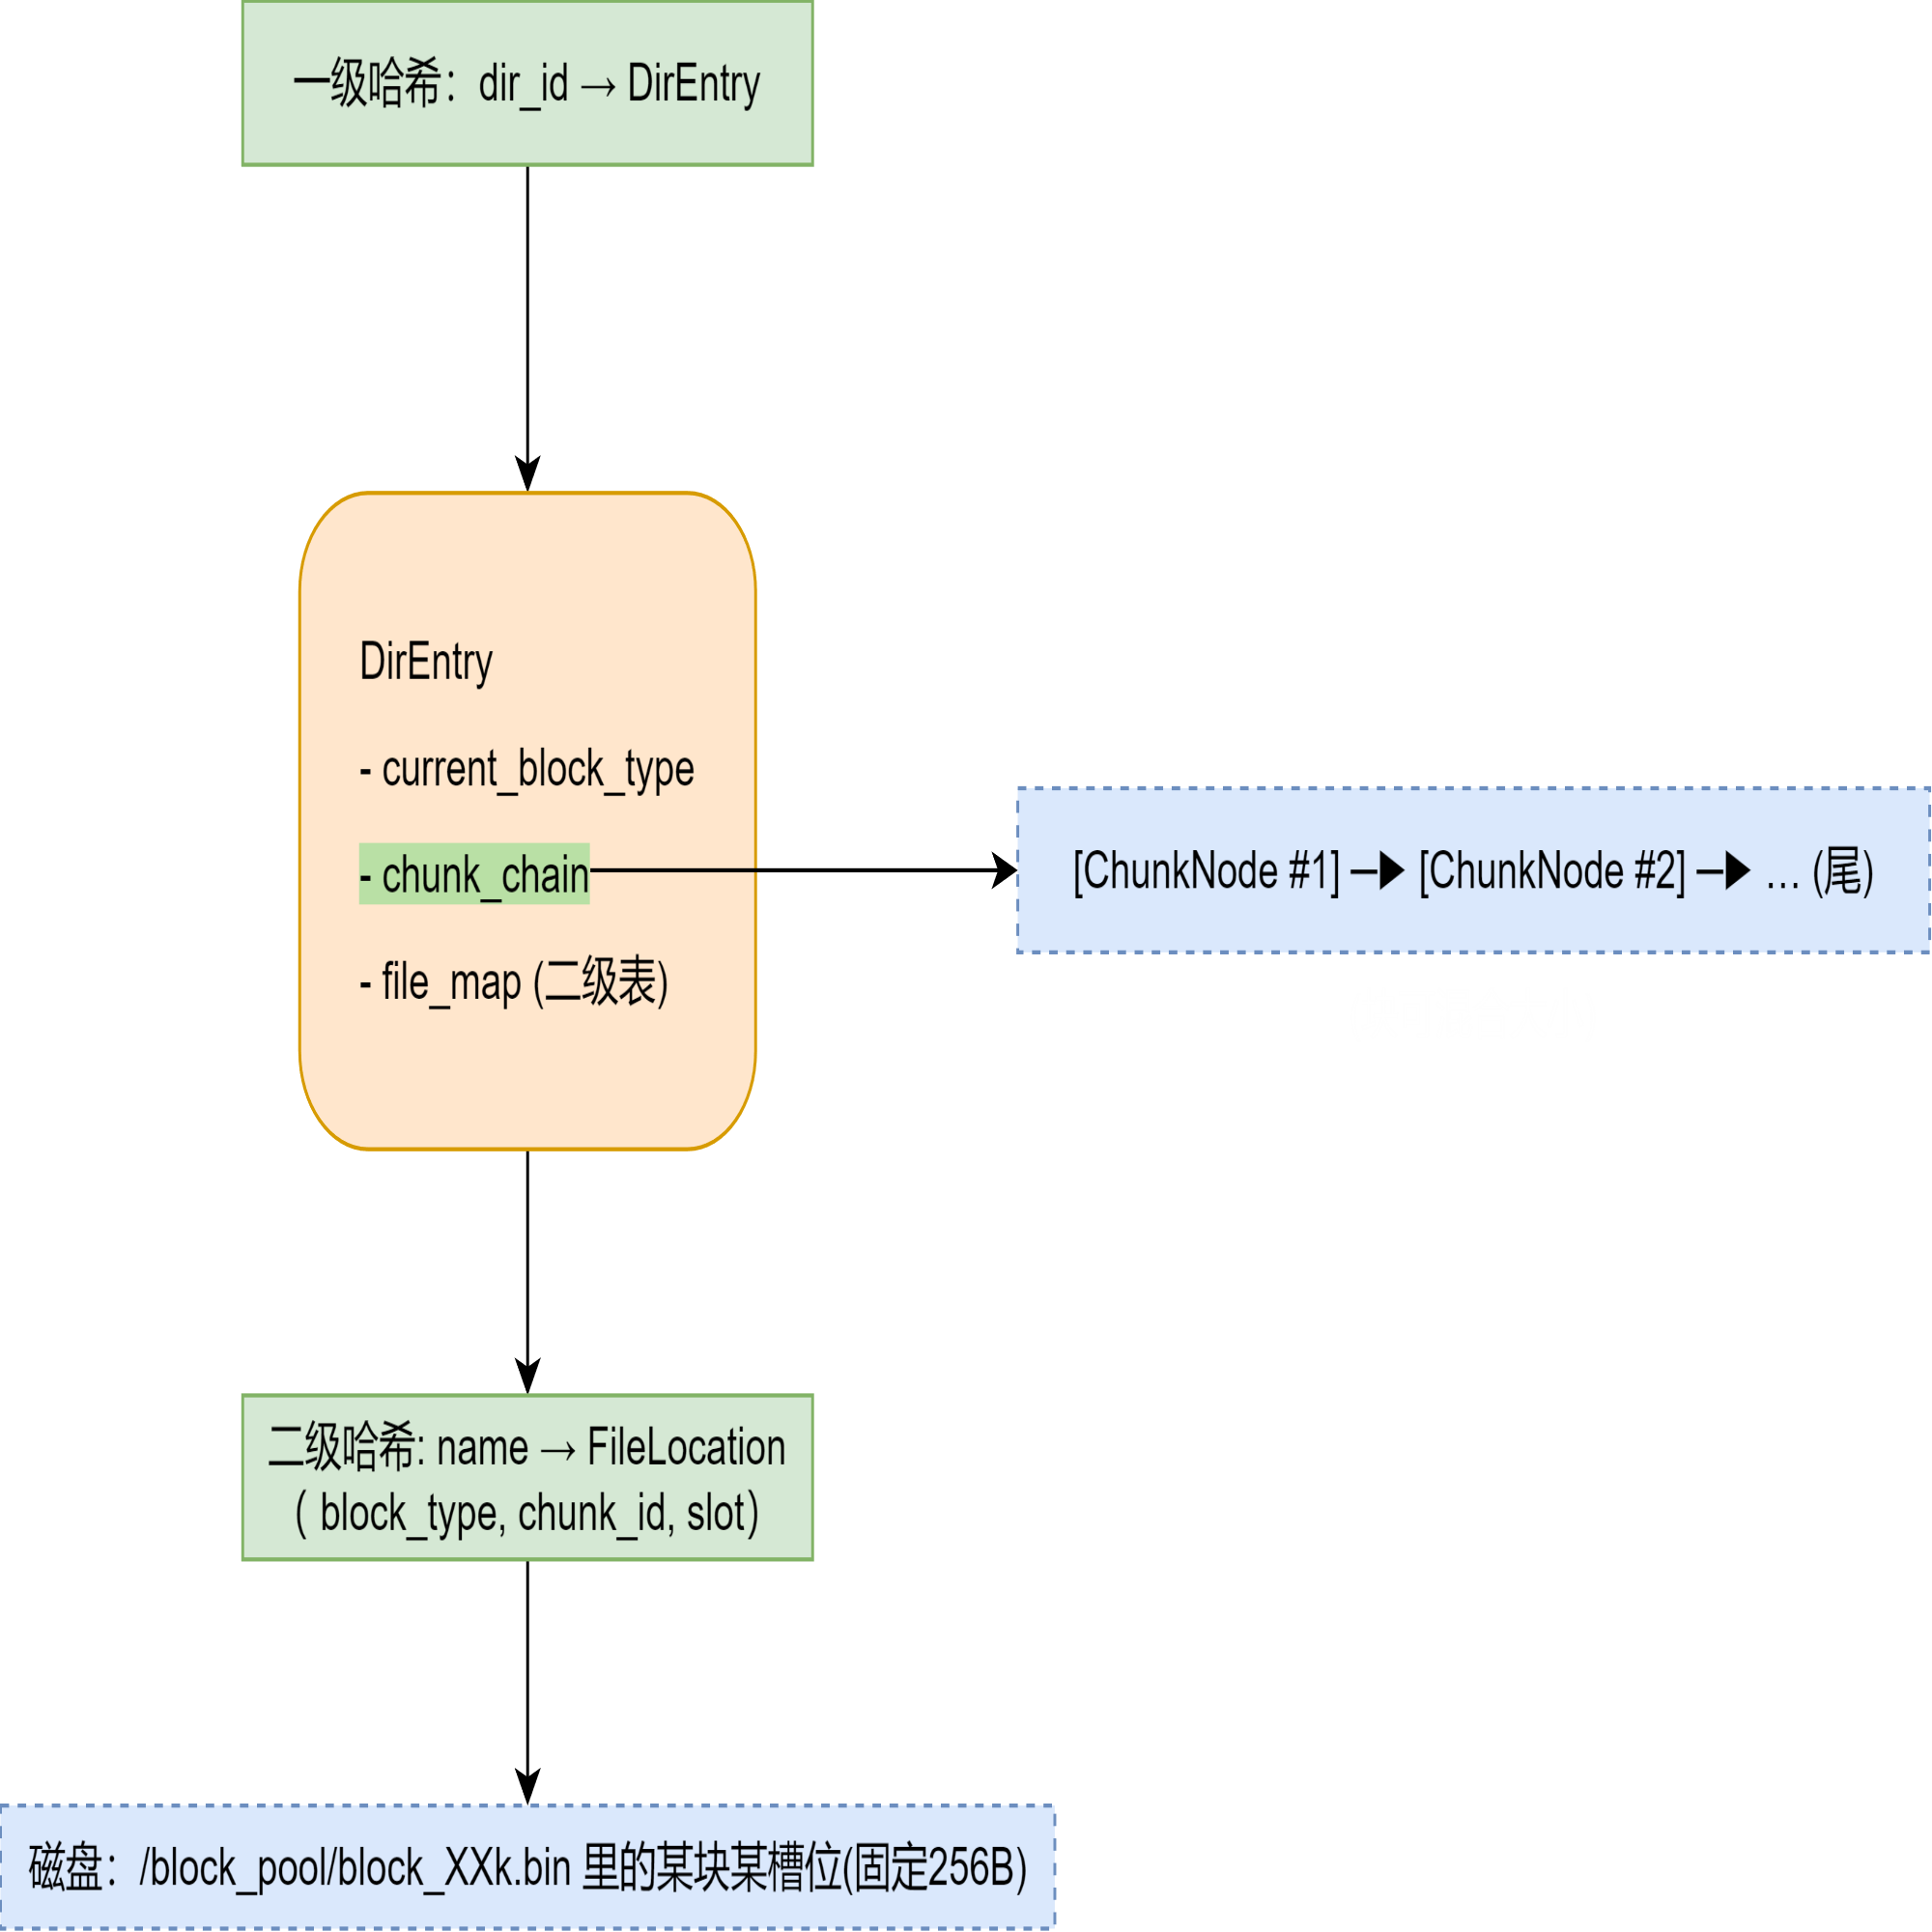 一级哈希：dir_id → DirEntry
DirEntry
- current_block_type
- chunk_chain
- file_map (二级表)
[ChunkNode #1] ─▶ [ChunkNode #2] ─▶ … (尾)
二级哈希: name → FileLocation
（ block_type, chunk_id, slot）
磁盘：/block_pool/block_XXk.bin 里的某块某槽位(固定256B）